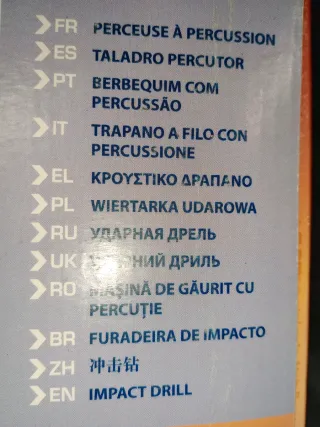 FR PERCEUSE À PERCUSSION
ES TALADRO PERCUTOR
PT BERBEQUIM COM
PERCUSSÃO
IT TRAPANO A FILO CON
PERCUSSIONE
EL ΚΡΟΥΣΤΙΚΟ ΔΡΑΠΑΝΟ
PL WIERTARKA UDAROWA
RU УДАРНАЯ ДРЕЛЬ
UK ДРИЛЬ
RO MAȘINĂ DE GĂURIT CU
PERCUȚIE
BR FURADEIRA DE IMPACTO
ZH 冲击钻
EN IMPACT DRILL